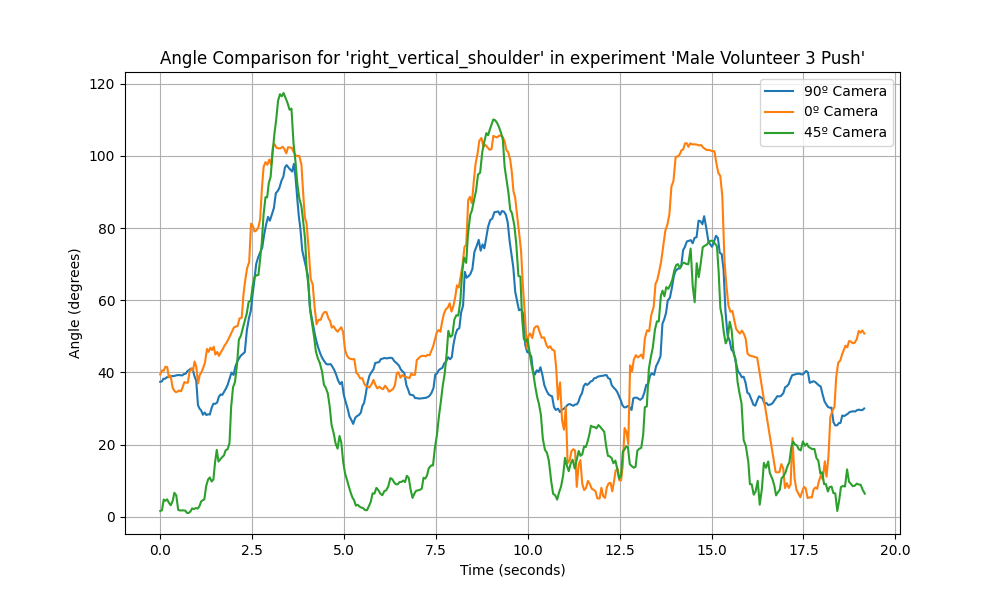 Angle Comparison for 'right_vertical_shoulder' in experiment 'Male Volunteer 3 Push'
90º Camera
0º Camera
45º Camera
120
100
80
60
40
20
0
Angle (degrees)
0.0 2.5 5.0 7.5 10.0 12.5 15.0 17.5 20.0
Time (seconds)